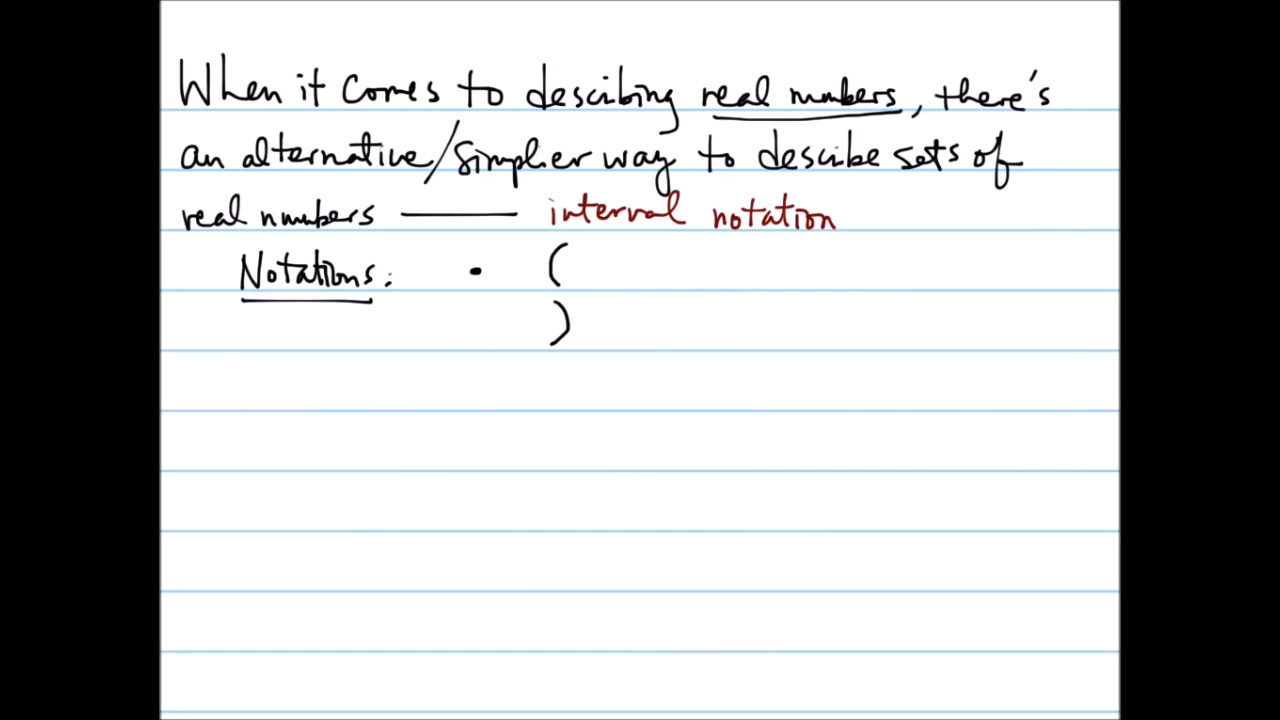 When it comes to describing real numbers, there's
an alternative/simplier way to describe sets of
real numbers —— interval notation
Notations: • (
)